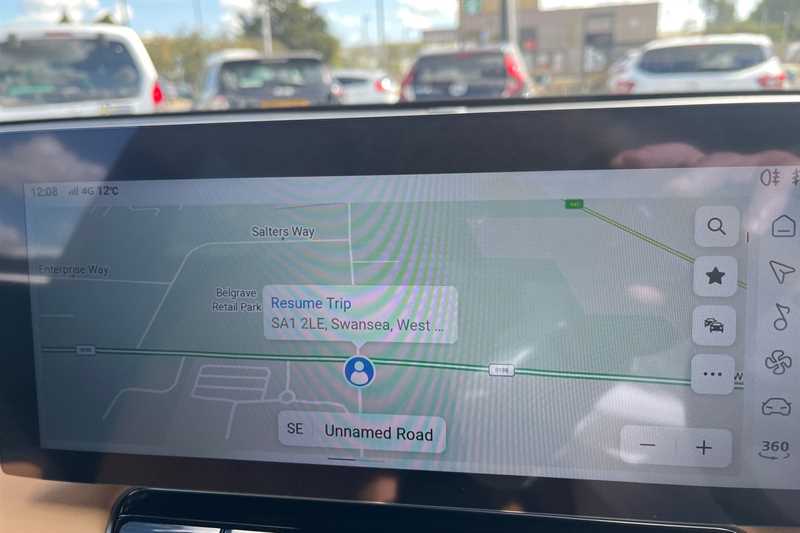 12:08 4G 12°C
Salters Way
Enterprise Way
Belgrave
Retail Park
Resume Trip
SA1 2LE, Swansea, West ...
SE Unnamed Road
360